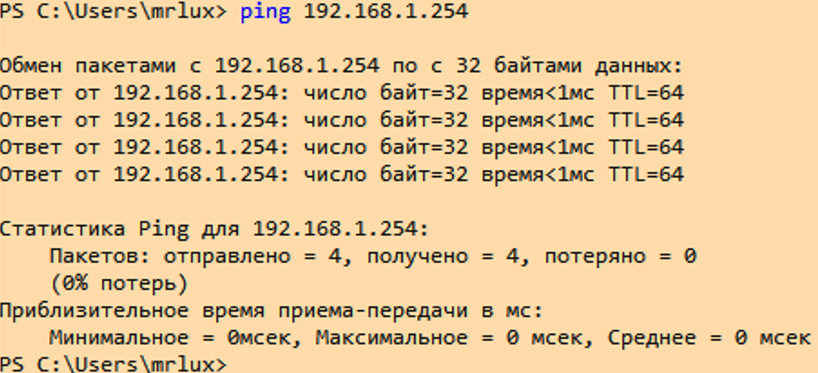 PS C:\Users\mrlux> ping 192.168.1.254
Обмен пакетами с 192.168.1.254 по с 32 байтами данных:
Ответ от 192.168.1.254: число байт=32 время<1мс TTL=64
Ответ от 192.168.1.254: число байт=32 время<1мс TTL=64
Ответ от 192.168.1.254: число байт=32 время<1мс TTL=64
Ответ от 192.168.1.254: число байт=32 время<1мс TTL=64
Статистика Ping для 192.168.1.254:
Пакетов: отправлено = 4, получено = 4, потеряно = 0
(0% потерь)
Приблизительное время приема-передачи в мс:
Минимальное = 0мсек, Максимальное = 0 мсек, Среднее = 0 мсек
PS C:\Users\mrlux>